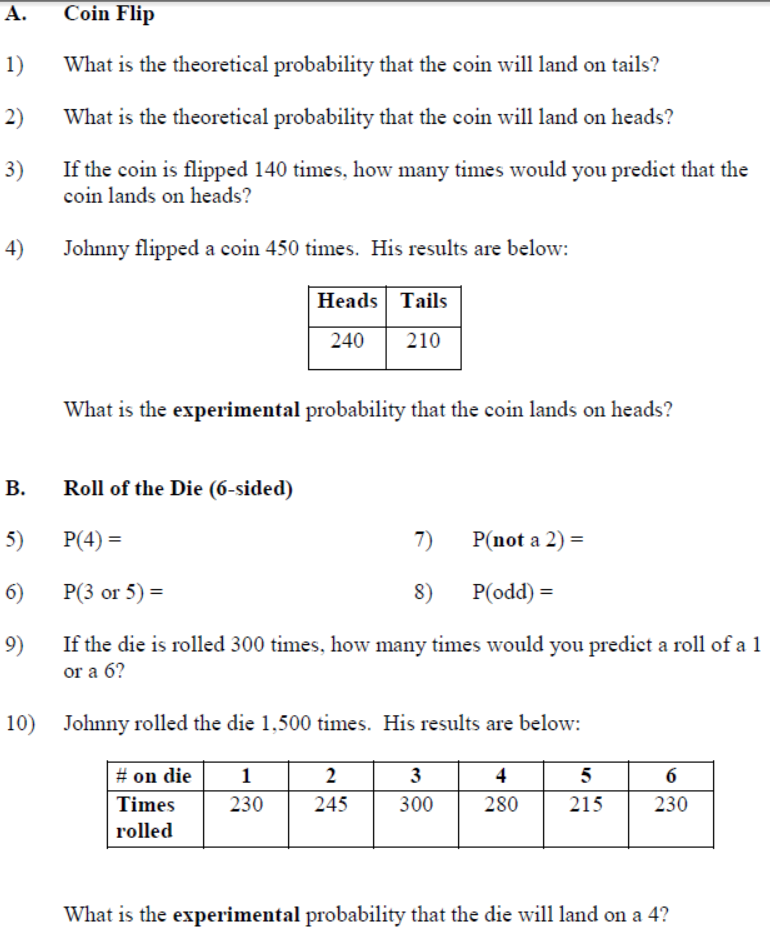 A. Coin Flip
1) What is the theoretical probability that the coin will land on tails?
2) What is the theoretical probability that the coin will land on heads?
3) If the coin is flipped 140 times, how many times would you predict that the
coin lands on heads?
4) Johnny flipped a coin 450 times. His results are below:
Heads Tails
240 210
What is the experimental probability that the coin lands on heads?
B. Roll of the Die (6-sided)
5) P(4) = 7) P(not a 2) =
6) P(3 or 5) = 8) P(odd) =
9) If the die is rolled 300 times, how many times would you predict a roll of a 1
or a 6?
10) Johnny rolled the die 1,500 times. His results are below:
# on die 1 2 3 4 5 6
Times 230 245 300 280 215 230
rolled
What is the experimental probability that the die will land on a 4?